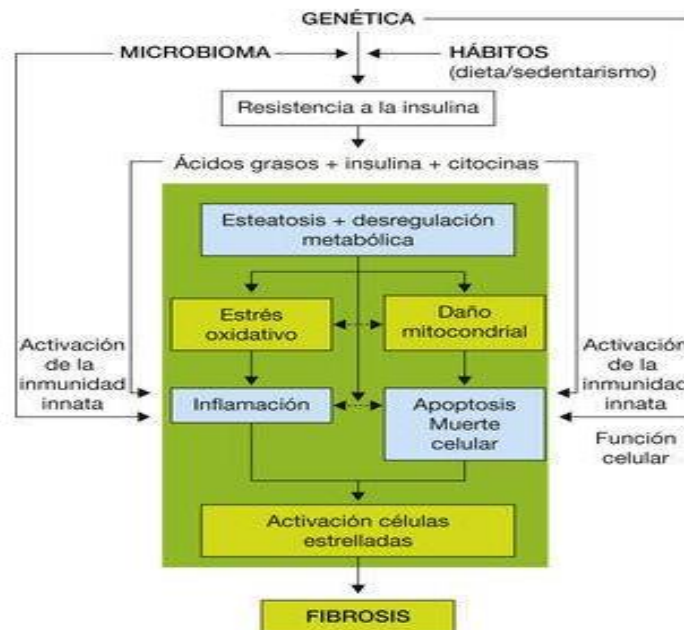 GENÉTICA
MICROBIOMA
HÁBITOS
(dieta/sedentarismo)
Resistencia a la insulina
Ácidos grasos + insulina + citocinas
Esteatosis + desregulación
metabólica
Estrés
oxidativo
Daño
mitocondrial
Activación
de la
inmunidad
innata
Inflamación
Apoptosis
Muerte
celular
Activación
de la
inmunidad
innata
Función
celular
Activación células
estrelladas
FIBROSIS